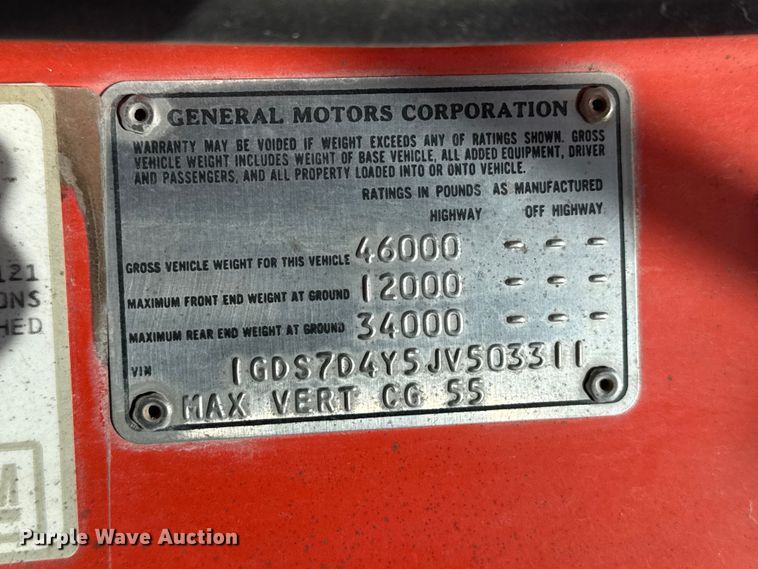 GENERAL MOTORS CORPORATION
WARRANTY MAY BE VOIDED IF WEIGHT EXCEEDS ANY OF RATINGS SHOWN. GROSS
VEHICLE WEIGHT INCLUDES WEIGHT OF BASE VEHICLE, ALL ADDED EQUIPMENT, DRIVER
AND PASSENGERS, AND ALL PROPERTY LOADED INTO OR ONTO VEHICLE.
RATINGS IN POUNDS AS MANUFACTURED
HIGHWAY OFF HIGHWAY
GROSS VEHICLE WEIGHT FOR THIS VEHICLE 46000 - - -
MAXIMUM FRONT END WEIGHT AT GROUND 12000 - - -
MAXIMUM REAR END WEIGHT AT GROUND 34000 - - -
VIN 1GDS7D4Y5JV503311
MAX VERT CG 55
121
ONS
HED
M
Purple Wave Auction